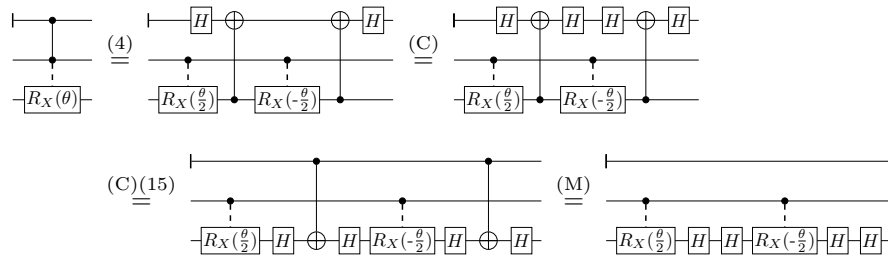 H H H H H H
(4) (C)
= =
R_X(θ) R_X(θ/2) R_X(-θ/2) R_X(θ/2) R_X(-θ/2)
(C)(15) (M)
= =
R_X(θ/2) H H R_X(-θ/2) H H R_X(θ/2) H H R_X(-θ/2) H H